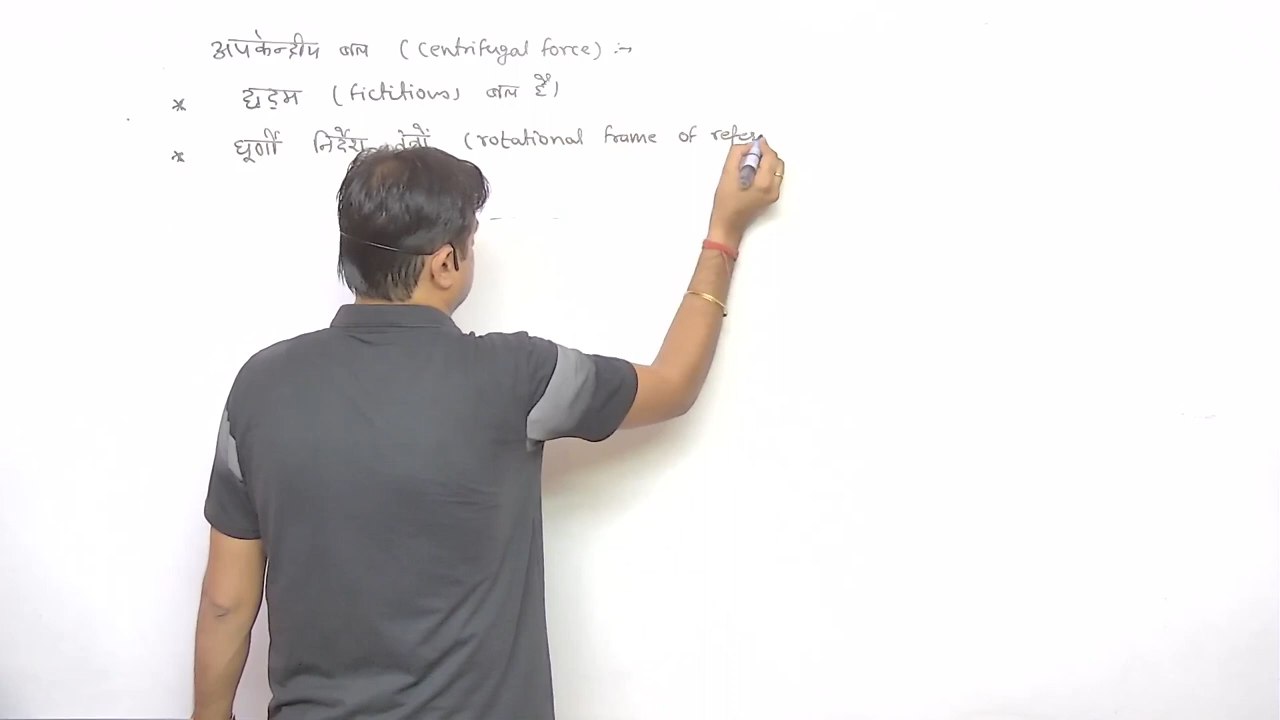 अपकेन्द्रीय बल (Centrifugal force) :→
* छद्म (fictitious) बल है।
* घूर्णी निर्देश तंत्रों (rotational frame of refer